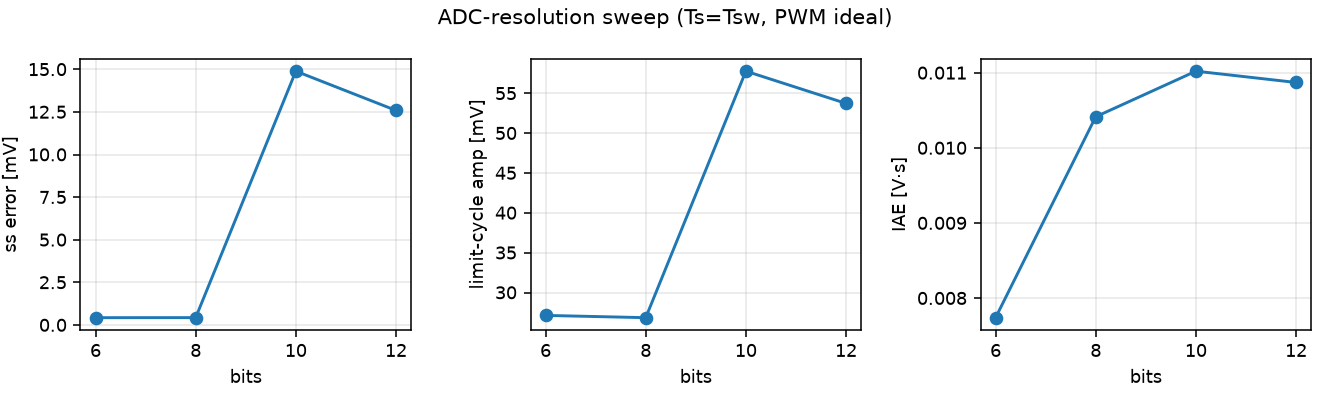 ADC-resolution sweep (Ts=Tsw, PWM ideal)
ss error [mV]
15.0
12.5
10.0
7.5
5.0
2.5
0.0
6 8 10 12
bits
limit-cycle amp [mV]
55
50
45
40
35
30
6 8 10 12
bits
IAE [V·s]
0.011
0.010
0.009
0.008
6 8 10 12
bits